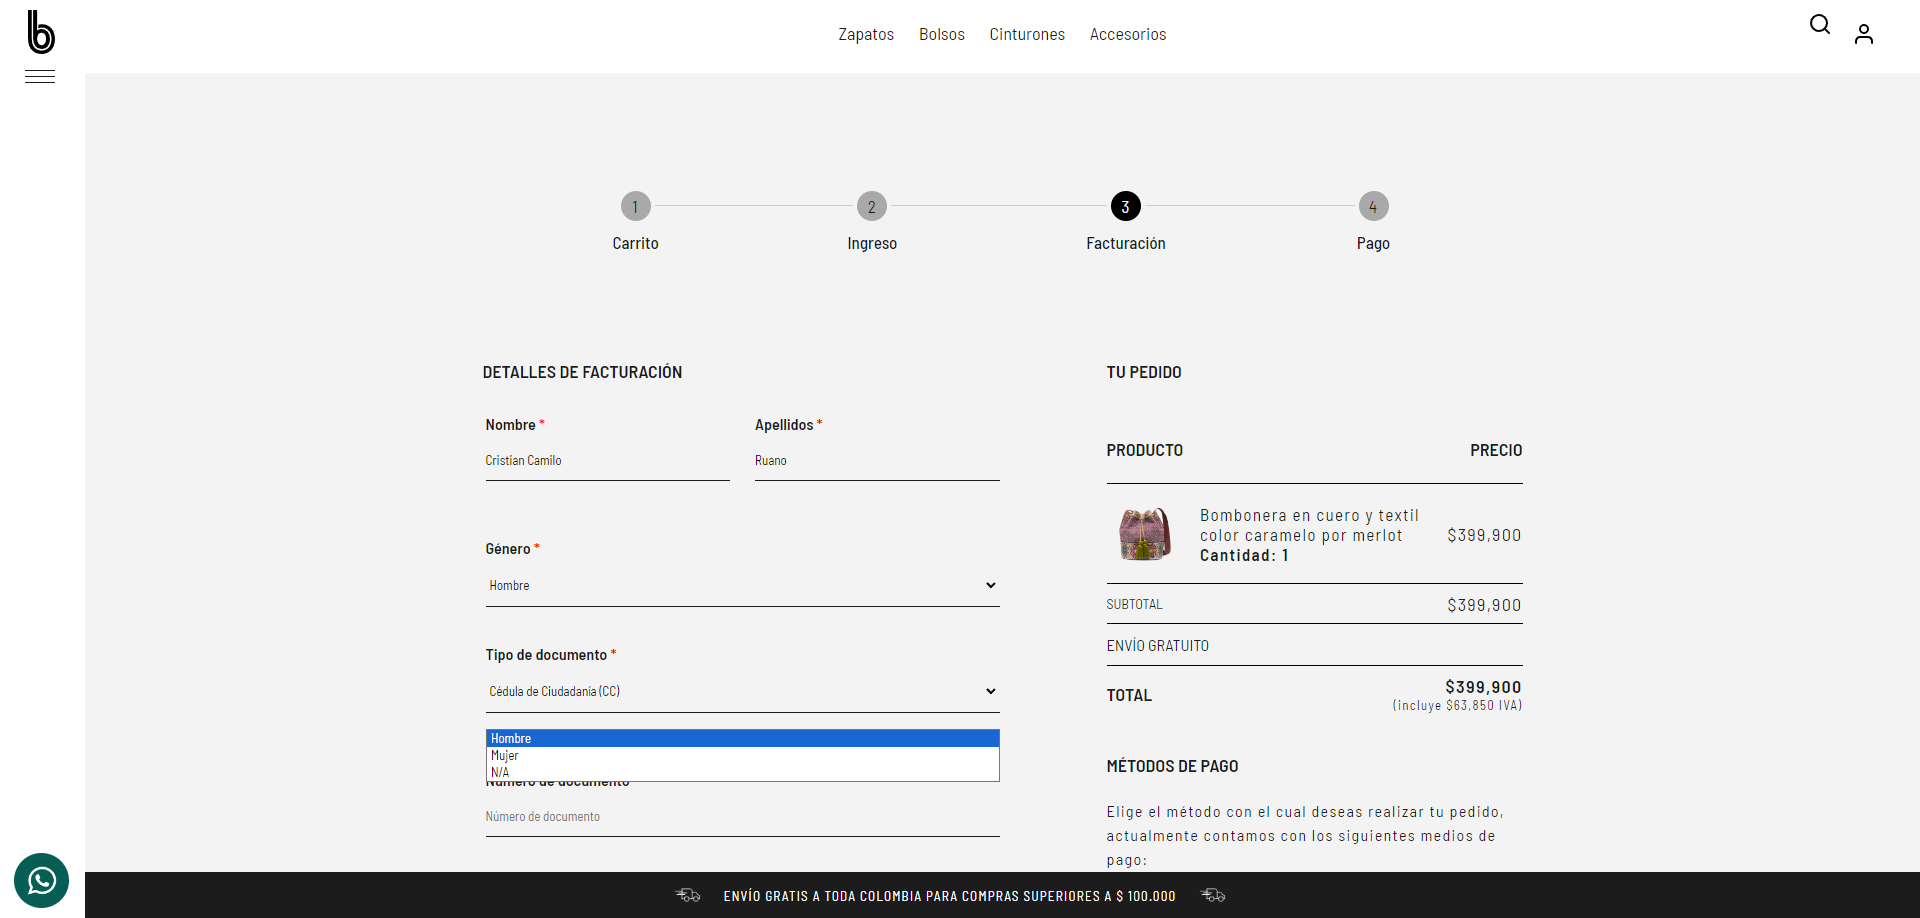 b
Zapatos Bolsos Cinturones Accesorios
1 2 3 4
Carrito Ingreso Facturación Pago
DETALLES DE FACTURACIÓN
Nombre * Apellidos *
Cristian Camilo Ruano
Género *
Hombre
Tipo de documento *
Cédula de Ciudadanía (CC)
Hombre
Mujer
N/A
Número de documento
Número de documento
TU PEDIDO
PRODUCTO PRECIO
Bombonera en cuero y textil
color caramelo por merlot $399,900
Cantidad: 1
SUBTOTAL $399,900
ENVÍO GRATUITO
TOTAL $399,900
(incluye $63,850 IVA)
MÉTODOS DE PAGO
Elige el método con el cual deseas realizar tu pedido,
actualmente contamos con los siguientes medios de
pago:
ENVÍO GRATIS A TODA COLOMBIA PARA COMPRAS SUPERIORES A $ 100.000